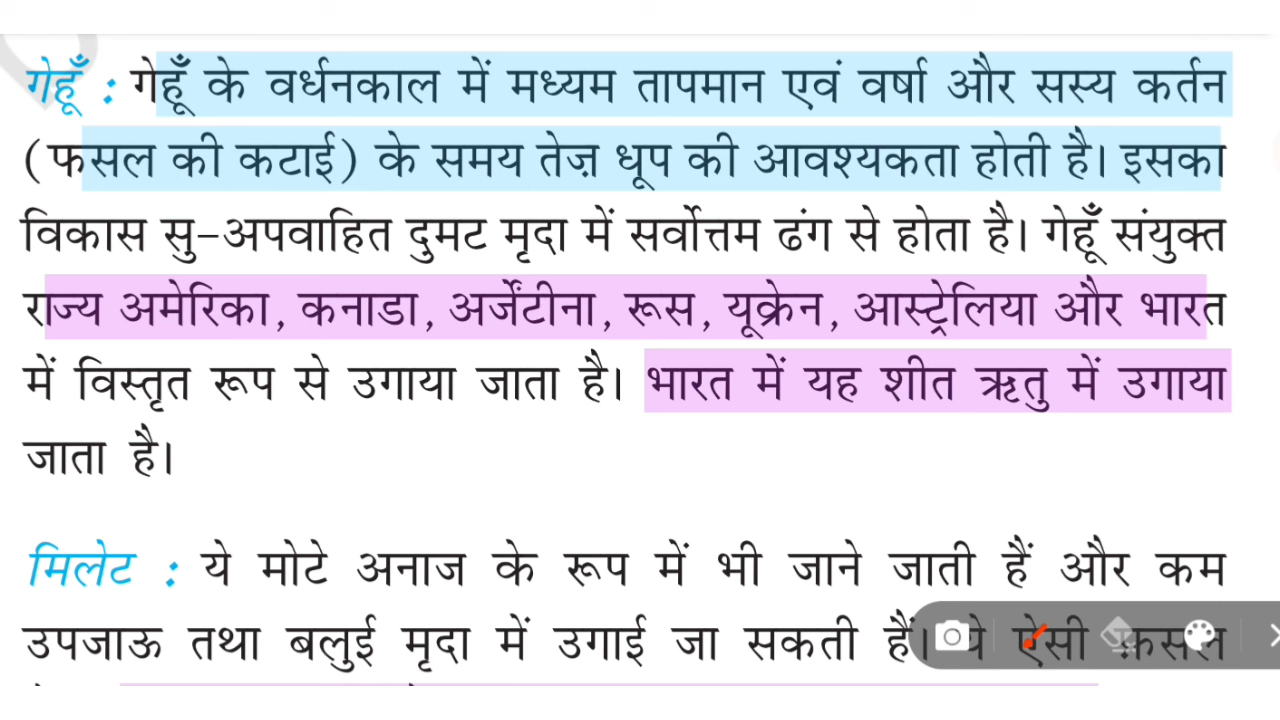 गेहूँ : गेहूँ के वर्धनकाल में मध्यम तापमान एवं वर्षा और सस्य कर्तन
(फसल की कटाई) के समय तेज़ धूप की आवश्यकता होती है। इसका
विकास सु-अपवाहित दुमट मृदा में सर्वोत्तम ढंग से होता है। गेहूँ संयुक्त
राज्य अमेरिका, कनाडा, अर्जेंटीना, रूस, यूक्रेन, आस्ट्रेलिया और भारत
में विस्तृत रूप से उगाया जाता है। भारत में यह शीत ऋतु में उगाया
जाता है।
मिलेट : ये मोटे अनाज के रूप में भी जाने जाती हैं और कम
उपजाऊ तथा बलुई मृदा में उगाई जा सकती हैं। ये ऐसी फ़सल